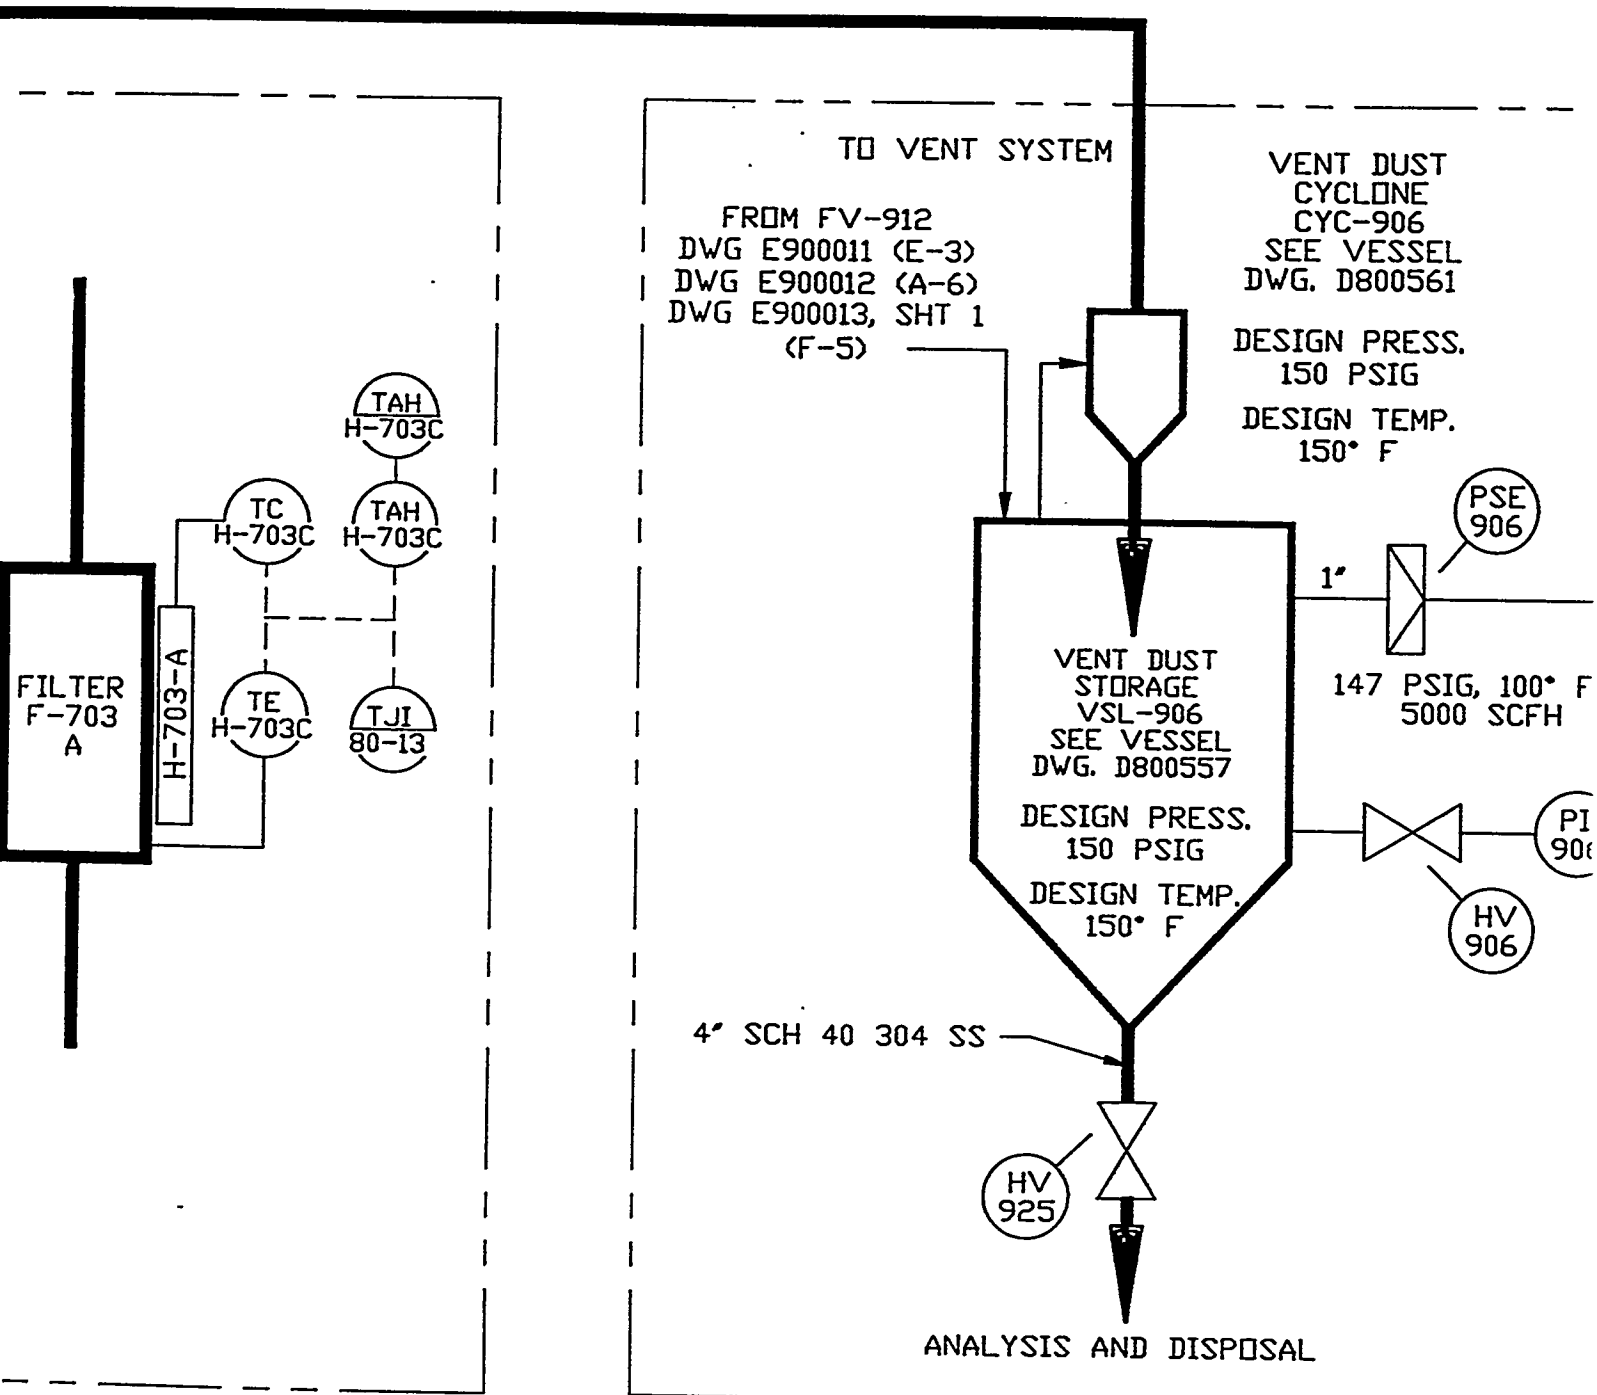 TO VENT SYSTEM
FROM FV-912
DWG E900011 (E-3)
DWG E900012 (A-6)
DWG E900013, SHT 1
(F-5)
VENT DUST
CYCLONE
CYC-906
SEE VESSEL
DWG. D800561
DESIGN PRESS.
150 PSIG
DESIGN TEMP.
150° F
TAH
H-703C
TC
H-703C
TAH
H-703C
FILTER
F-703
A
H-703-A
TE
H-703C
TJI
80-13
PSE
906
1"
147 PSIG, 100° F
5000 SCFH
VENT DUST
STORAGE
VSL-906
SEE VESSEL
DWG. D800557
DESIGN PRESS.
150 PSIG
DESIGN TEMP.
150° F
PI
HV
906
4" SCH 40 304 SS
HV
925
ANALYSIS AND DISPOSAL